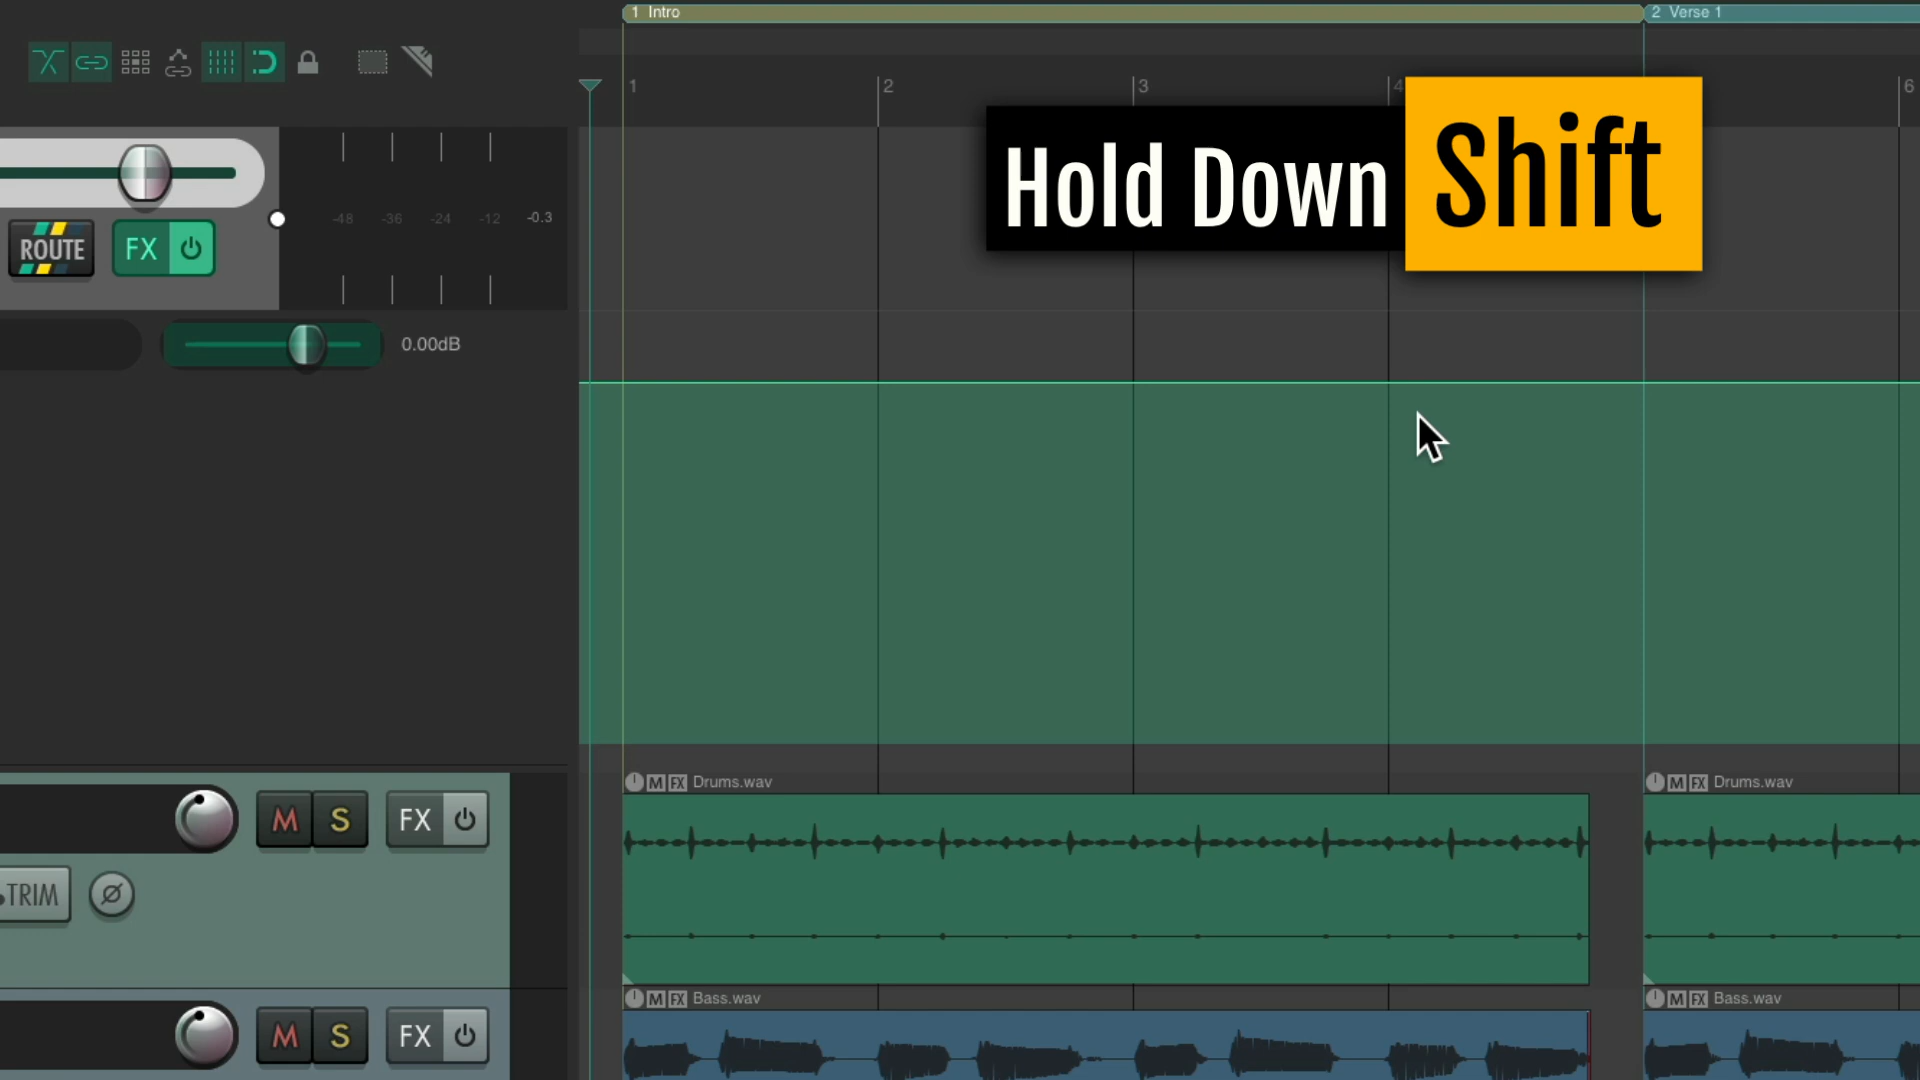 1 Intro
2 Verse 1
1
2
3
4
6
Hold Down Shift
-48 -36 -24 -12 -0.3
ROUTE
FX
0.00dB
M FX Drums.wav
M FX Drums.wav
M S FX
TRIM
M FX Bass.wav
M FX Bass.wav
M S FX